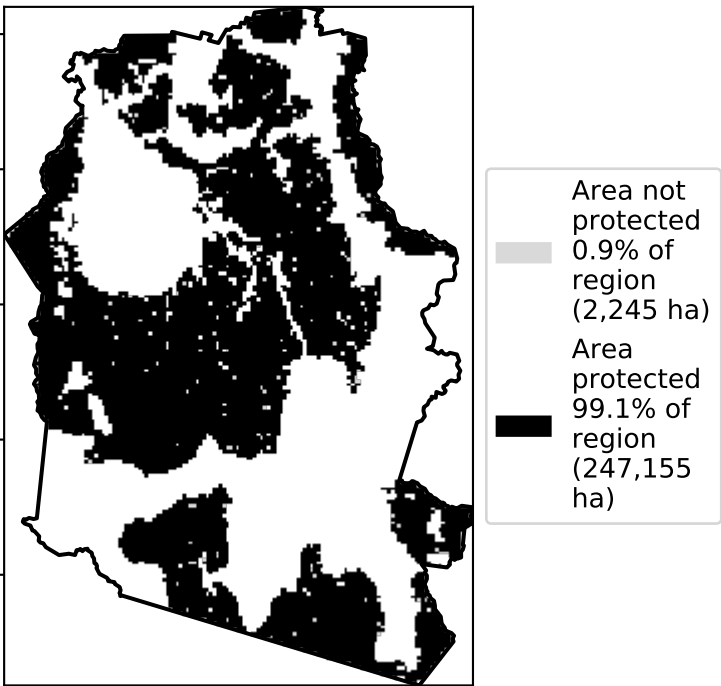 Area not
protected
0.9% of
region
(2,245 ha)
Area
protected
99.1% of
region
(247,155
ha)